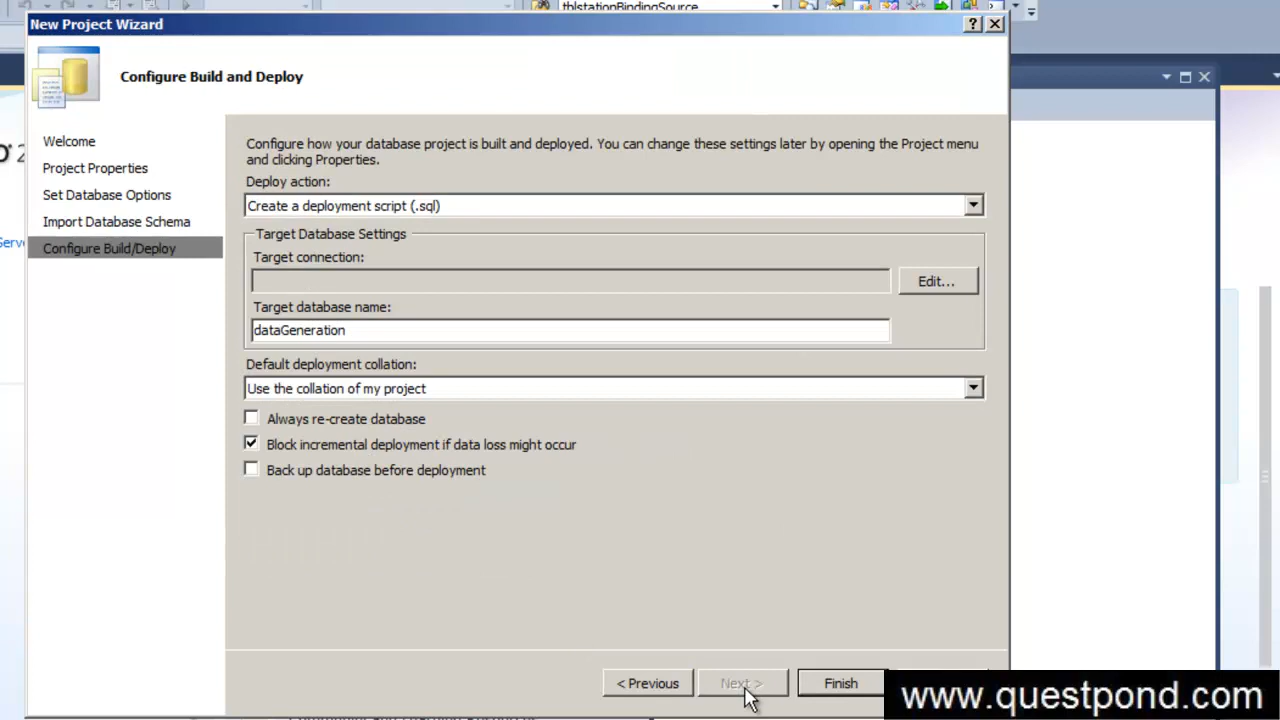 tblstationBindingSource
New Project Wizard
Configure Build and Deploy
Welcome
Project Properties
Set Database Options
Import Database Schema
Configure Build/Deploy
Configure how your database project is built and deployed. You can change these settings later by opening the Project menu
and clicking Properties.
Deploy action:
Create a deployment script (.sql)
Target Database Settings
Target connection:
Edit...
Target database name:
dataGeneration
Default deployment collation:
Use the collation of my project
Always re-create database
Block incremental deployment if data loss might occur
Back up database before deployment
< Previous
Next >
Finish
www.questpond.com